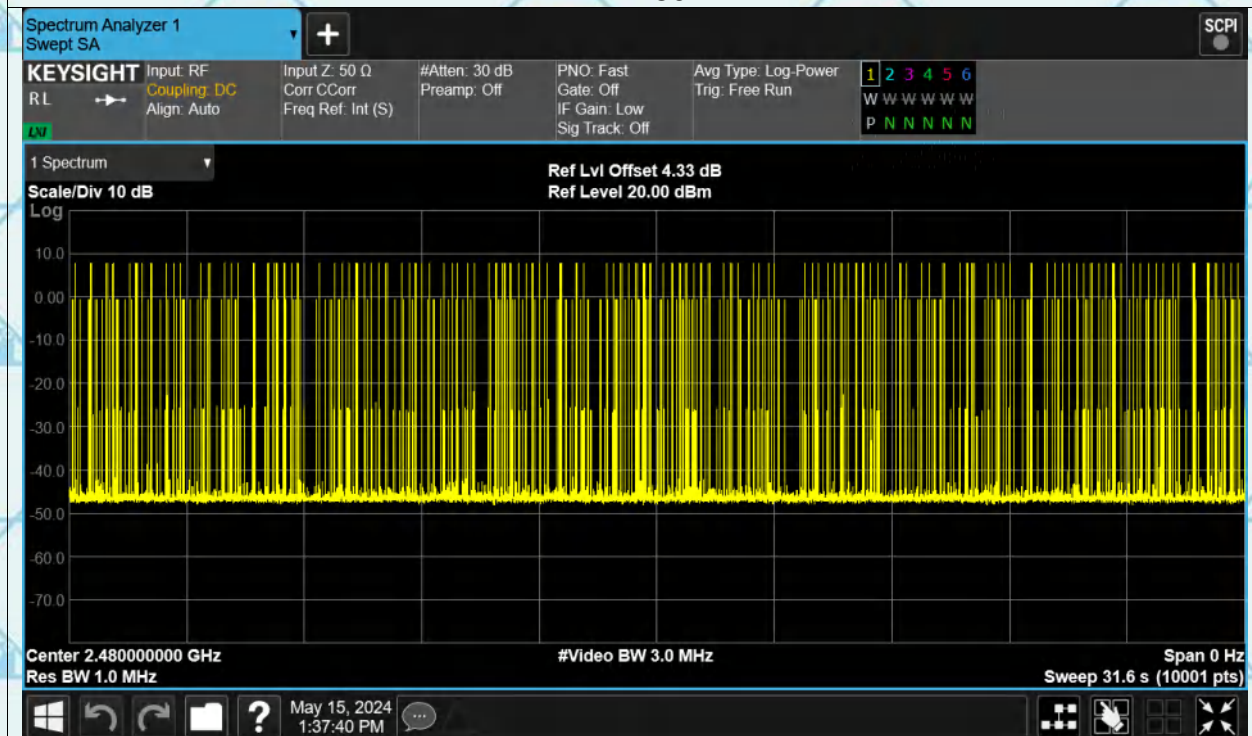 Spectrum Analyzer 1
Swept SA
+
SCPI
KEYSIGHT
RL
LXI
Input: RF
Coupling: DC
Align: Auto
Input Z: 50 Ω
Corr CCorr
Freq Ref: Int (S)
#Atten: 30 dB
Preamp: Off
PNO: Fast
Gate: Off
IF Gain: Low
Sig Track: Off
Avg Type: Log-Power
Trig: Free Run
1 2 3 4 5 6
W W W W W W
P N N N N N
1 Spectrum
Scale/Div 10 dB
Ref Lvl Offset 4.33 dB
Ref Level 20.00 dBm
Log
10.0
0.00
-10.0
-20.0
-30.0
-40.0
-50.0
-60.0
-70.0
Center 2.480000000 GHz
#Video BW 3.0 MHz
Span 0 Hz
Res BW 1.0 MHz
Sweep 31.6 s (10001 pts)
?
May 15, 2024
1:37:40 PM